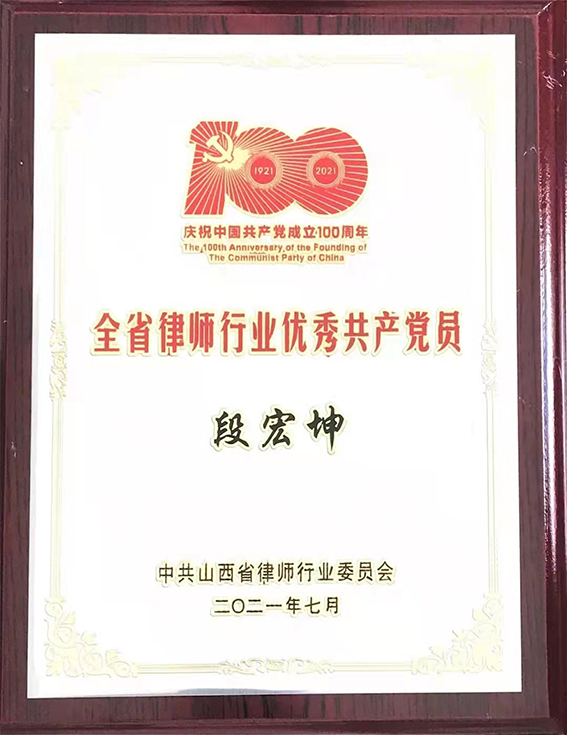 100
1921 2021
庆祝中国共产党成立100周年
The 100th Anniversary of the Founding of
The Communist Party of China
全省律师行业优秀共产党员
段宏坤
中共山西省律师行业委员会
二〇二一年七月